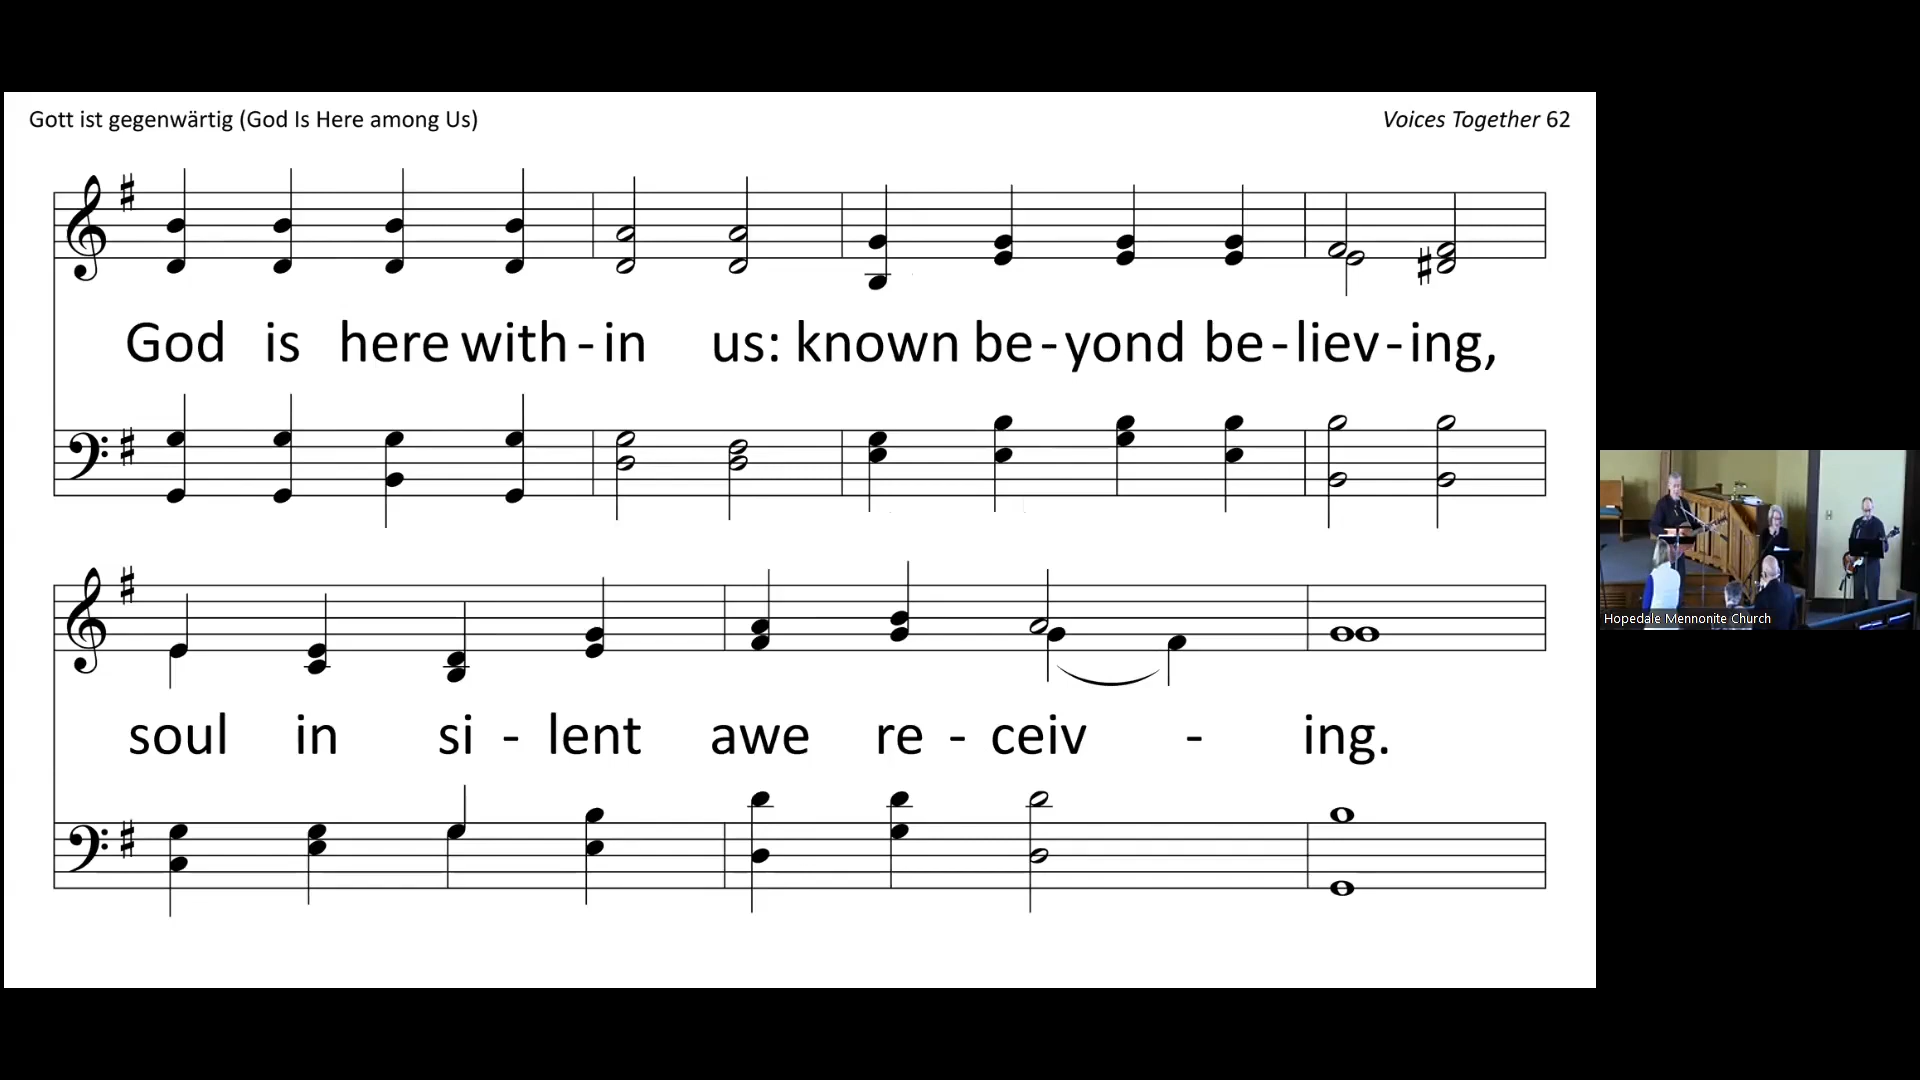 Gott ist gegenwärtig (God Is Here among Us)
Voices Together 62
God is here with-in us: known be-yond be-liev-ing,
soul in si - lent awe re - ceiv - ing.
Hopedale Mennonite Church